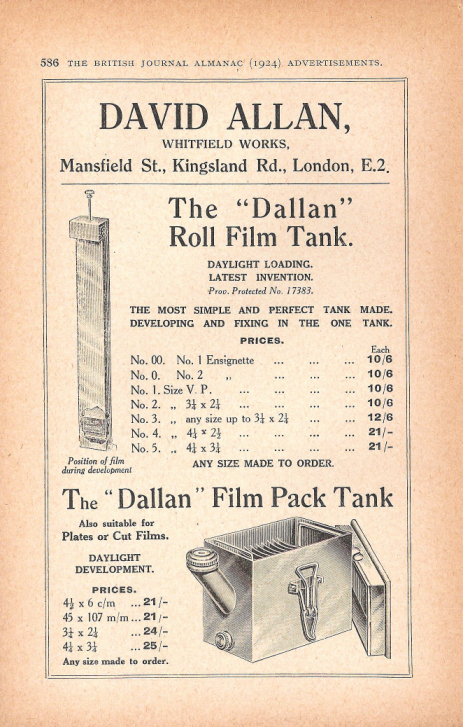 586 THE BRITISH JOURNAL ALMANAC (1924) ADVERTISEMENTS.
DAVID ALLAN,
WHITFIELD WORKS,
Mansfield St., Kingsland Rd., London, E.2.
The "Dallan"
Roll Film Tank.
DAYLIGHT LOADING.
LATEST INVENTION.
Prov. Protected No. 17383.
THE MOST SIMPLE AND PERFECT TANK MADE.
DEVELOPING AND FIXING IN THE ONE TANK.
PRICES.
Each
No. 00. No. 1 Ensignette ... ... ... 10/6
No. 0. No. 2 ,, ... ... ... 10/6
No. 1. Size V. P. ... ... ... 10/6
No. 2. ,, 3¼ x 2¼ ... ... ... 10/6
No. 3. ,, any size up to 3¼ x 2¼ ... 12/6
No. 4. ,, 4¼ x 2½ ... ... ... 21/-
No. 5. ,, 4¼ x 3¼ ... ... ... 21/-
ANY SIZE MADE TO ORDER.
Position of film
during development
The "Dallan" Film Pack Tank
Also suitable for
Plates or Cut Films.
DAYLIGHT
DEVELOPMENT.
PRICES.
4½ x 6 c/m ... 21/-
45 x 107 m/m ... 21/-
3¼ x 2¼ ... 24/-
4¼ x 3¼ ... 25/-
Any size made to order.